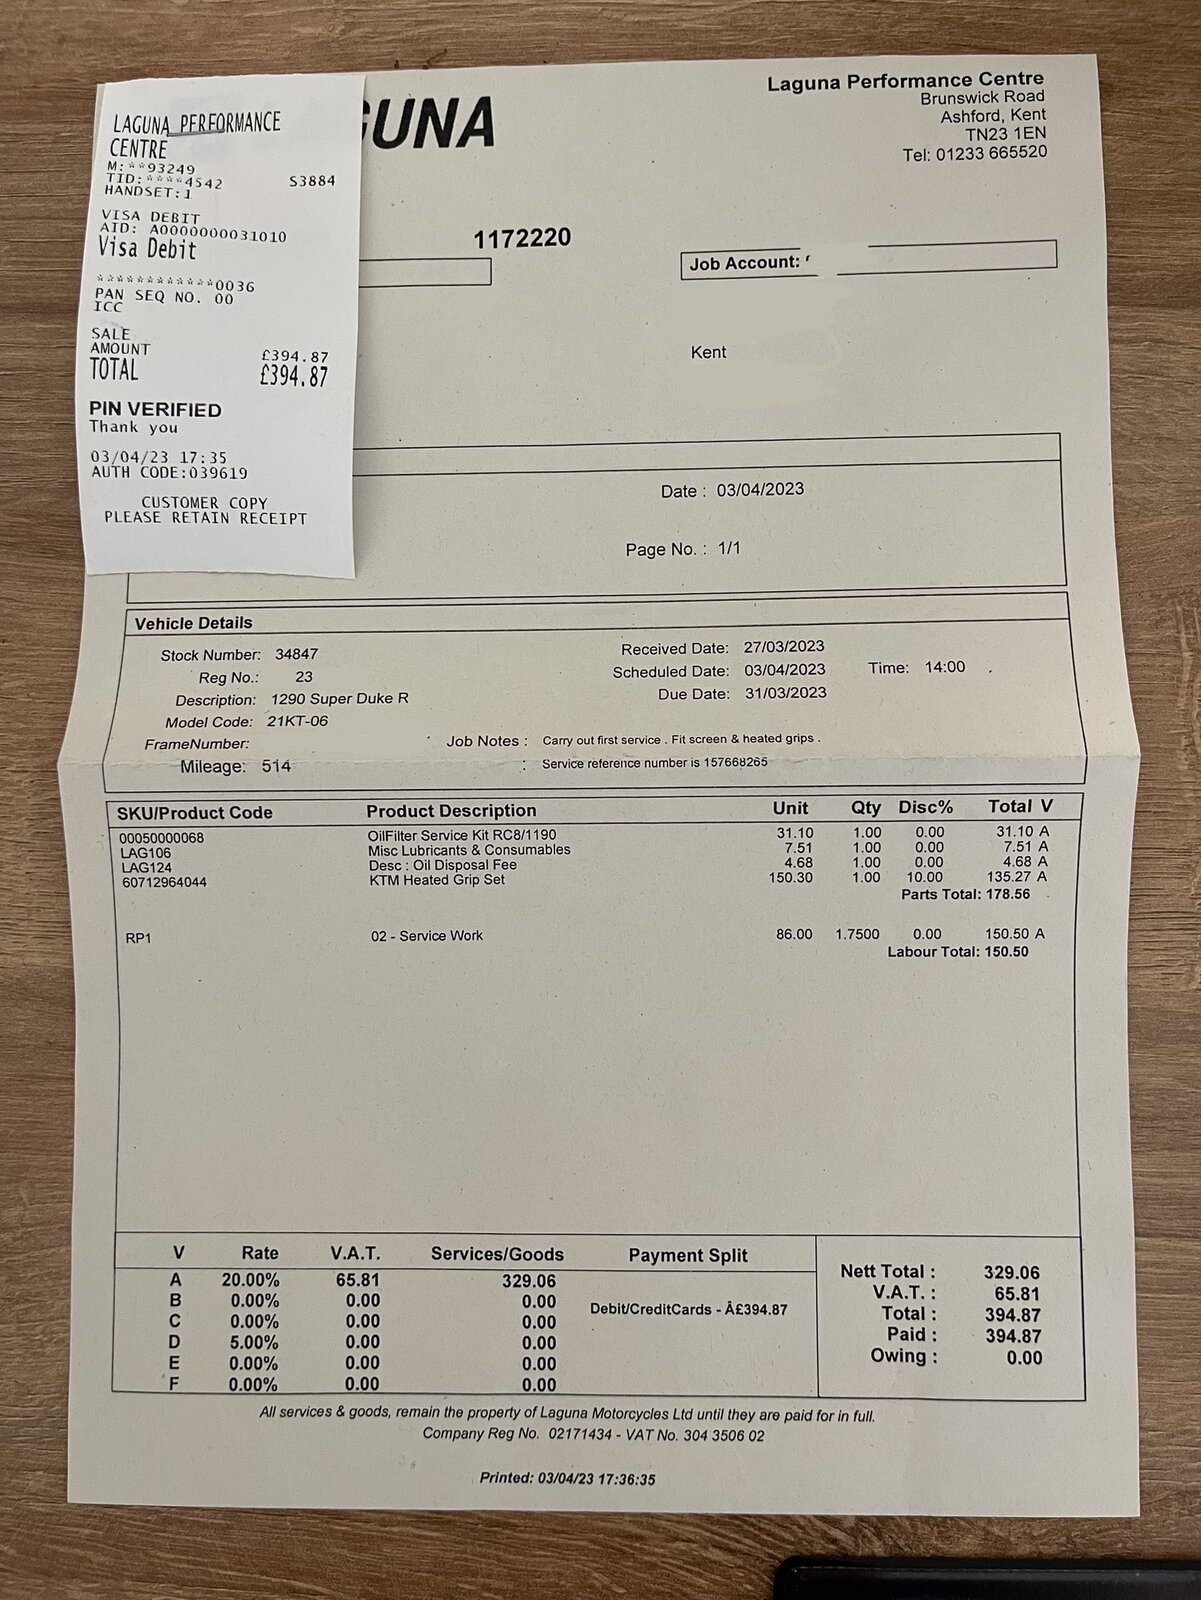 LAGUNA PERFORMANCE
CENTRE
M:**93249
TID:****4542 S3884
HANDSET:1
VISA DEBIT
AID: A0000000031010
Visa Debit
************0036
PAN SEQ NO. 00
ICC
SALE
AMOUNT £394.87
TOTAL £394.87
PIN VERIFIED
Thank you
03/04/23 17:35
AUTH CODE:039619
CUSTOMER COPY
PLEASE RETAIN RECEIPT
GUNA
Laguna Performance Centre
Brunswick Road
Ashford, Kent
TN23 1EN
Tel: 01233 665520
1172220
Job Account:
Kent
Date : 03/04/2023
Page No. : 1/1
Vehicle Details
Stock Number: 34847 Received Date: 27/03/2023
Reg No.: 23 Scheduled Date: 03/04/2023 Time: 14:00
Description: 1290 Super Duke R Due Date: 31/03/2023
Model Code: 21KT-06
FrameNumber: Job Notes : Carry out first service . Fit screen & heated grips .
Mileage: 514 : Service reference number is 157668265
SKU/Product Code Product Description Unit Qty Disc% Total V
00050000068 OilFilter Service Kit RC8/1190 31.10 1.00 0.00 31.10 A
LAG106 Misc Lubricants & Consumables 7.51 1.00 0.00 7.51 A
LAG124 Desc : Oil Disposal Fee 4.68 1.00 0.00 4.68 A
60712964044 KTM Heated Grip Set 150.30 1.00 10.00 135.27 A
Parts Total: 178.56
RP1 02 - Service Work 86.00 1.7500 0.00 150.50 A
Labour Total: 150.50
V Rate V.A.T. Services/Goods Payment Split
A 20.00% 65.81 329.06
B 0.00% 0.00 0.00
C 0.00% 0.00 0.00
D 5.00% 0.00 0.00
E 0.00% 0.00 0.00
F 0.00% 0.00 0.00
Debit/CreditCards - Â£394.87
Nett Total : 329.06
V.A.T. : 65.81
Total : 394.87
Paid : 394.87
Owing : 0.00
All services & goods, remain the property of Laguna Motorcycles Ltd until they are paid for in full.
Company Reg No. 02171434 - VAT No. 304 3506 02
Printed: 03/04/23 17:36:35